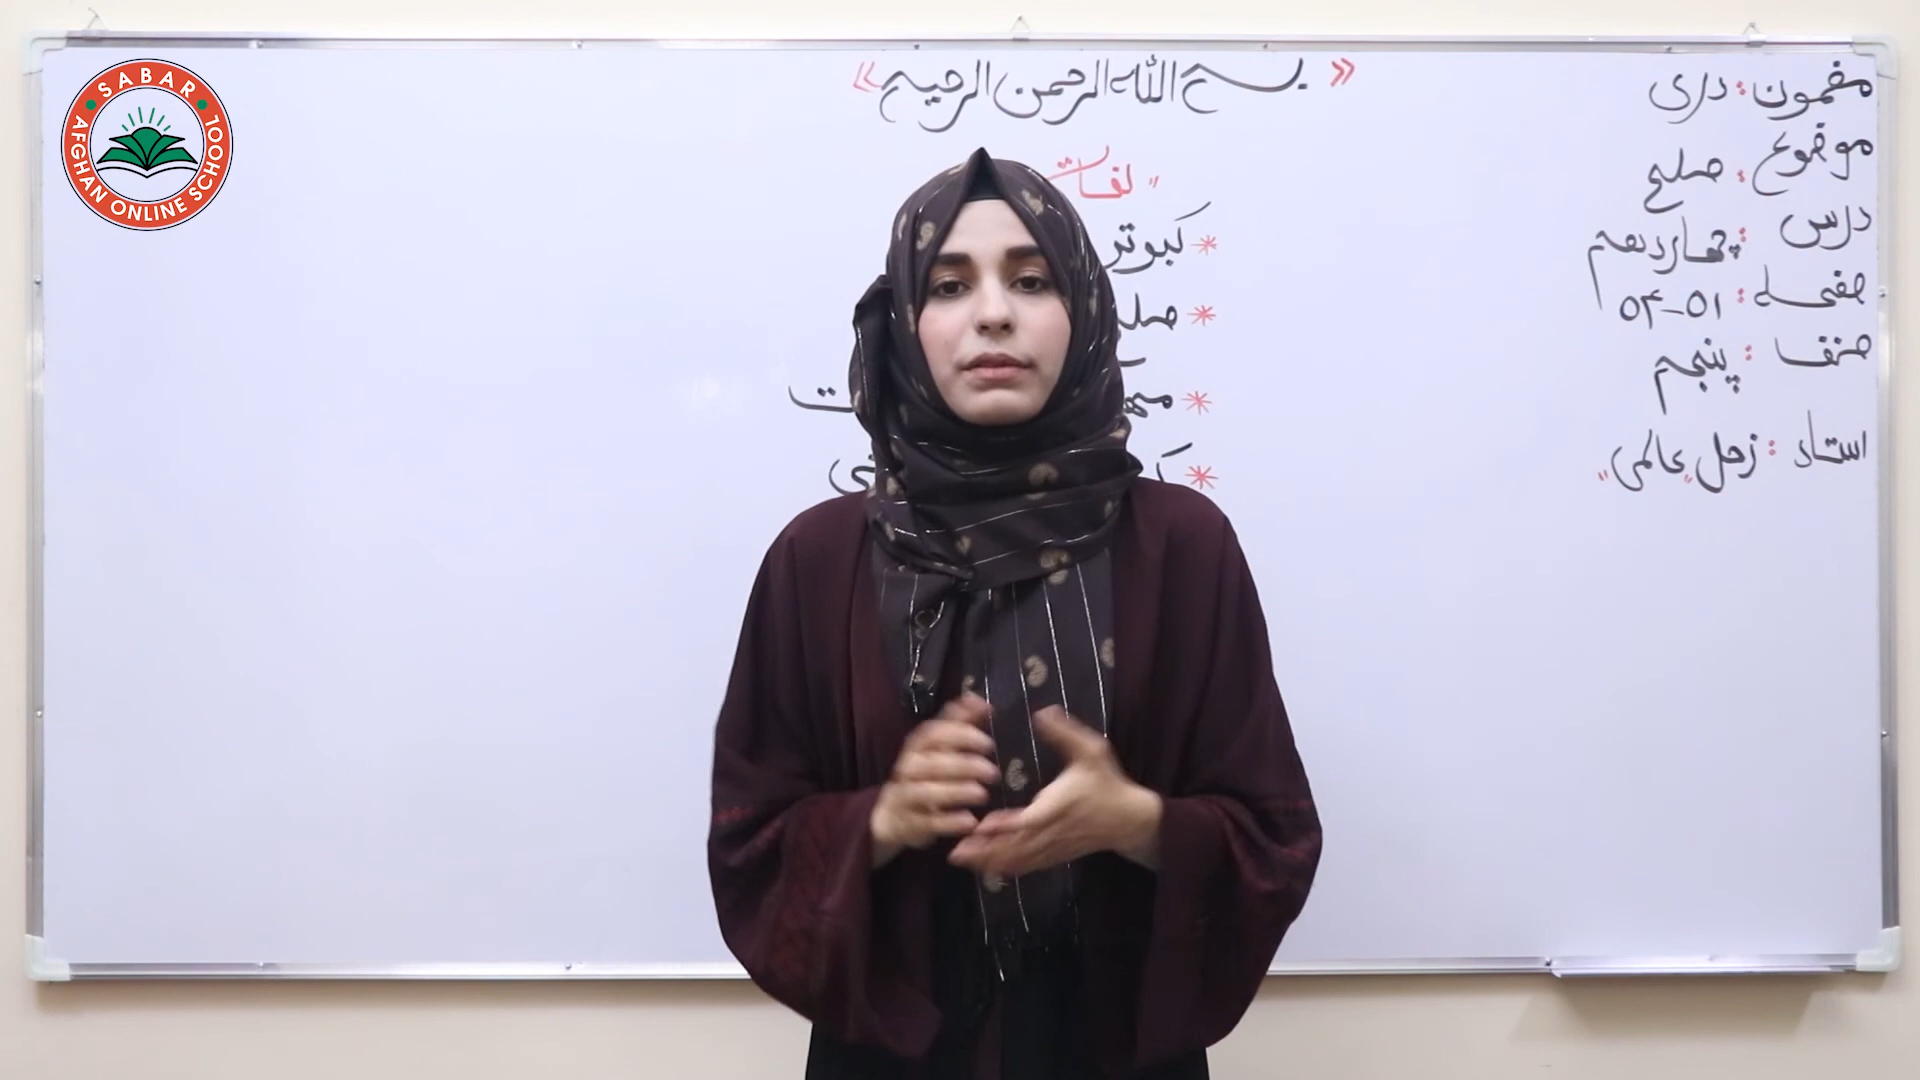 SABAR
AFGHAN ONLINE SCHOOL
« بسم الله الرحمن الرحیم »
مضمون: دری
موضوع: صلح
درس: چهاردهم
صفحه: ۵۱-۵۴
صنف: پنجم
استاد: زحل "عالمی"
"لغات
* کبوتر
*
*
*